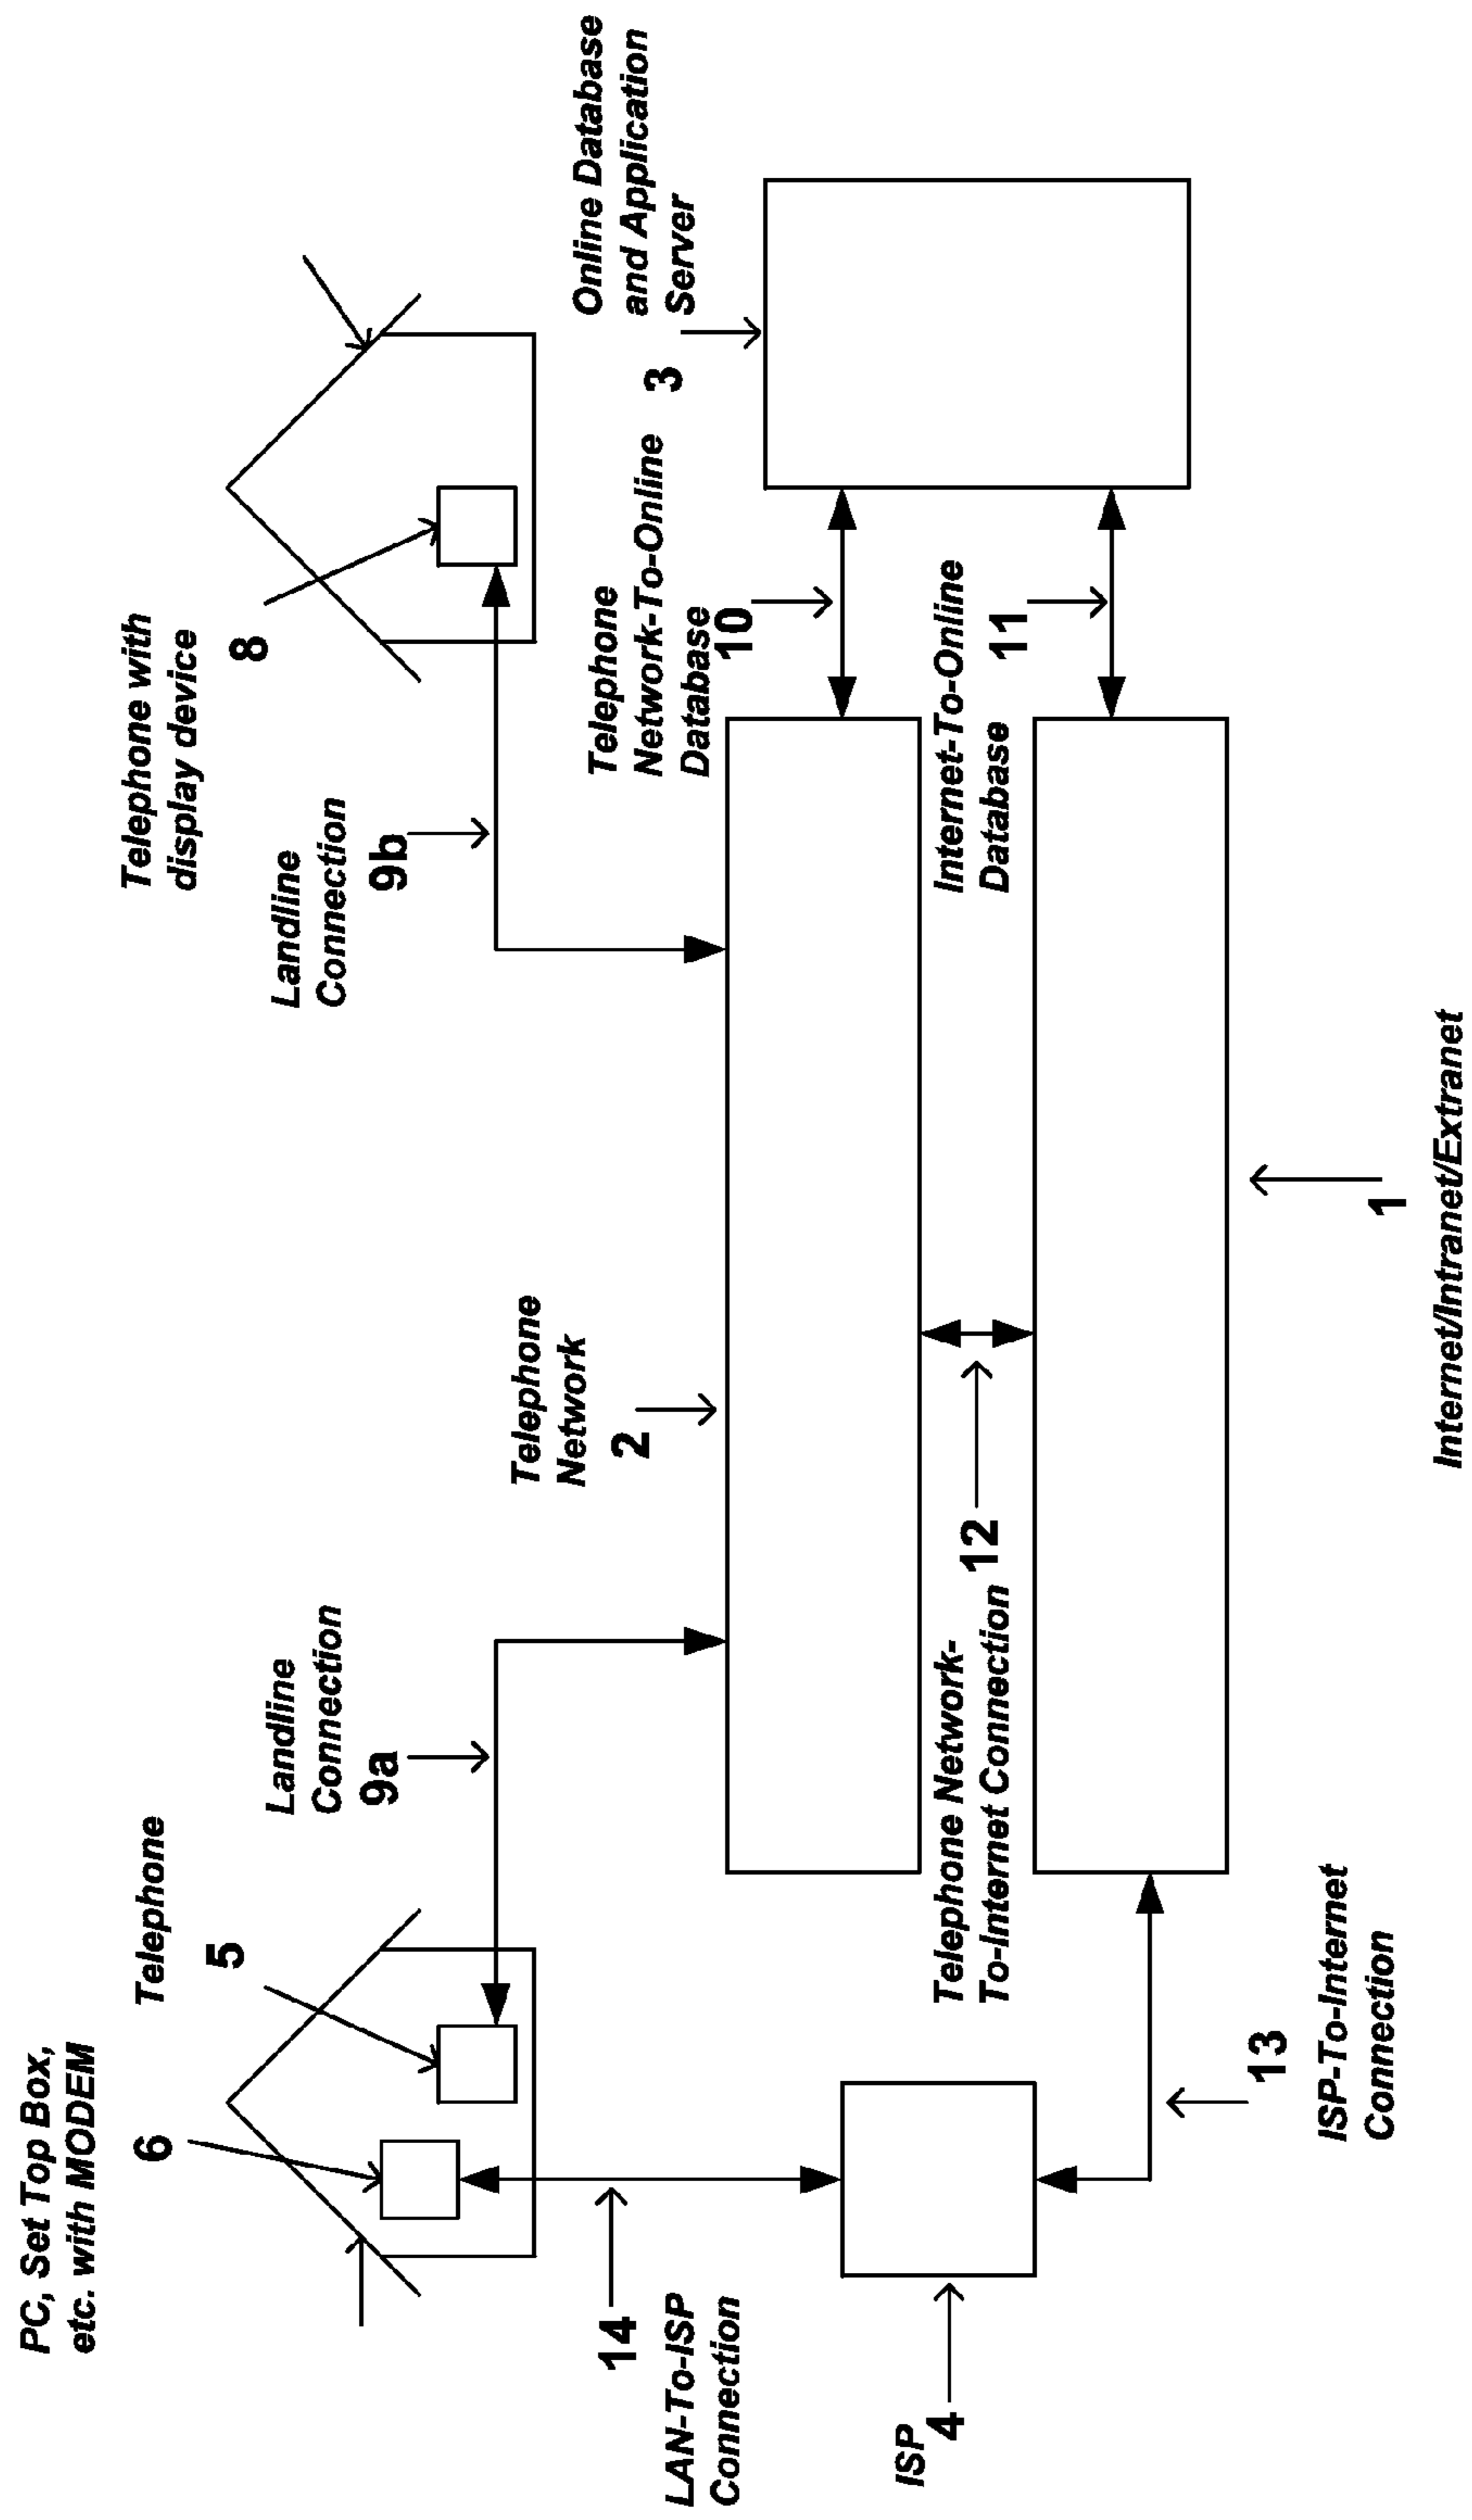 PC, Set Top Box,
etc. with MODEM
6
Telephone
5
Landline
Connection
9a
Telephone
Network
2
Telephone with
display device
8
Landline
Connection
9b
Telephone
Network-To-Online
Database
10
Online Database
and Application
Server
3
Internet-To-Online
Database
11
Telephone Network-
To-Internet Connection
12
14
LAN-To-ISP
Connection
ISP
4
13
ISP-To-Internet
Connection
1
Internet/Intranet/Extranet